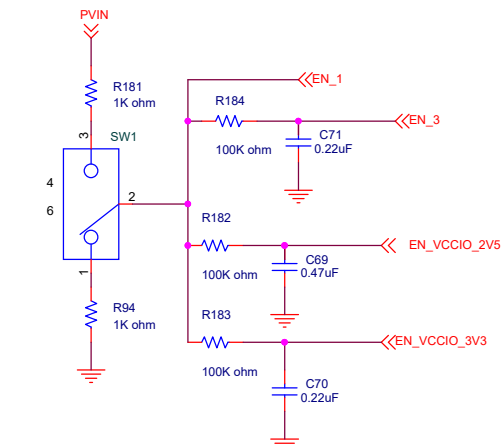 PVIN
R181
1K ohm
3
SW1
4
6
2
1
R94
1K ohm
EN_1
R184
100K ohm
C71
0.22uF
EN_3
R182
100K ohm
C69
0.47uF
EN_VCCIO_2V5
R183
100K ohm
C70
0.22uF
EN_VCCIO_3V3